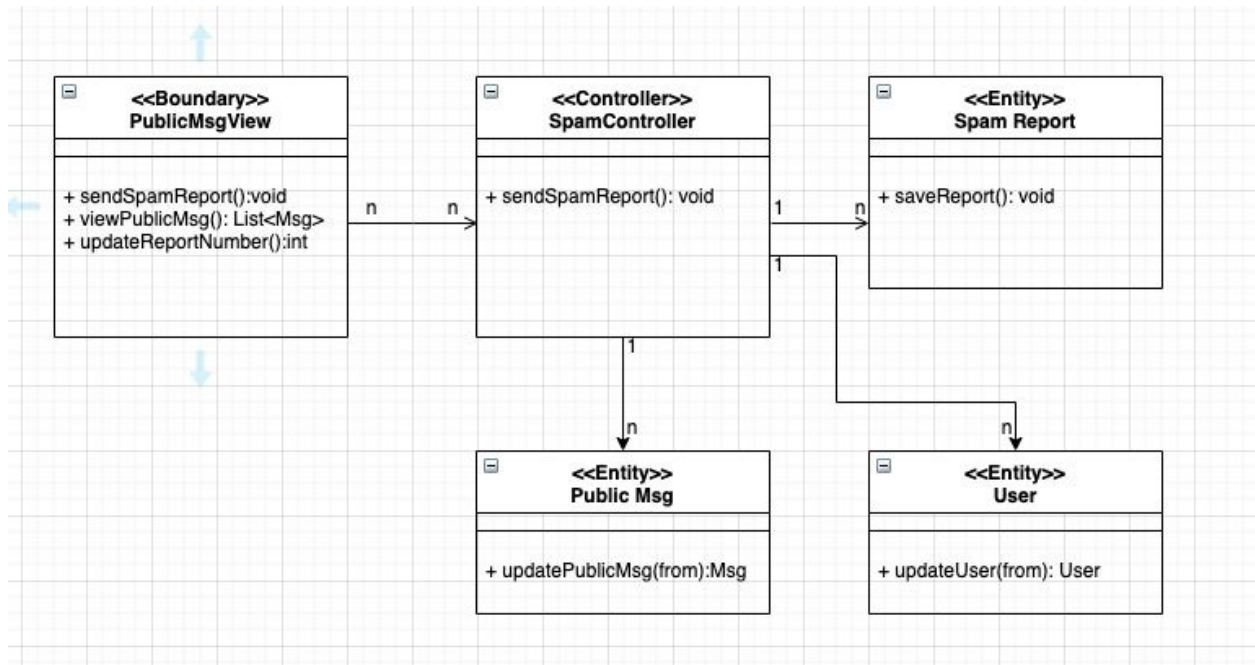 <<Boundary>>
PublicMsgView
+ sendSpamReport():void
+ viewPublicMsg(): List<Msg>
+ updateReportNumber():int
n
n
<<Controller>>
SpamController
+ sendSpamReport(): void
1
n
1
<<Entity>>
Spam Report
+ saveReport(): void
1
n
n
<<Entity>>
Public Msg
+ updatePublicMsg(from):Msg
<<Entity>>
User
+ updateUser(from): User